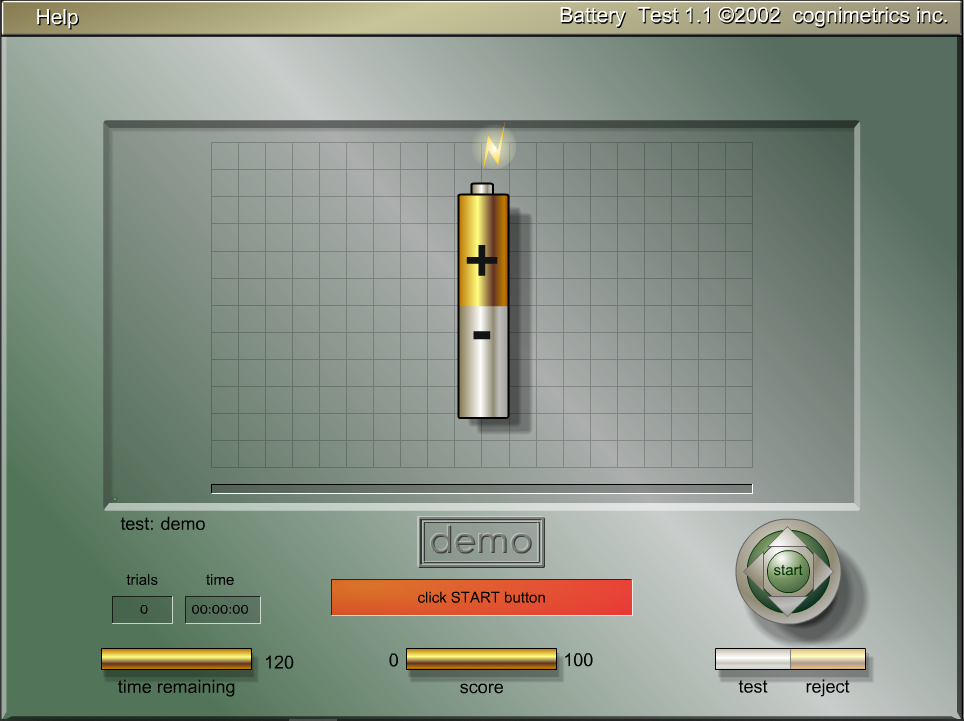 Help
Battery Test 1.1 ©2002 cognimetrics inc.
+
-
test: demo
demo
trials
time
0
00:00:00
click START button
start
120
time remaining
0
100
score
test
reject